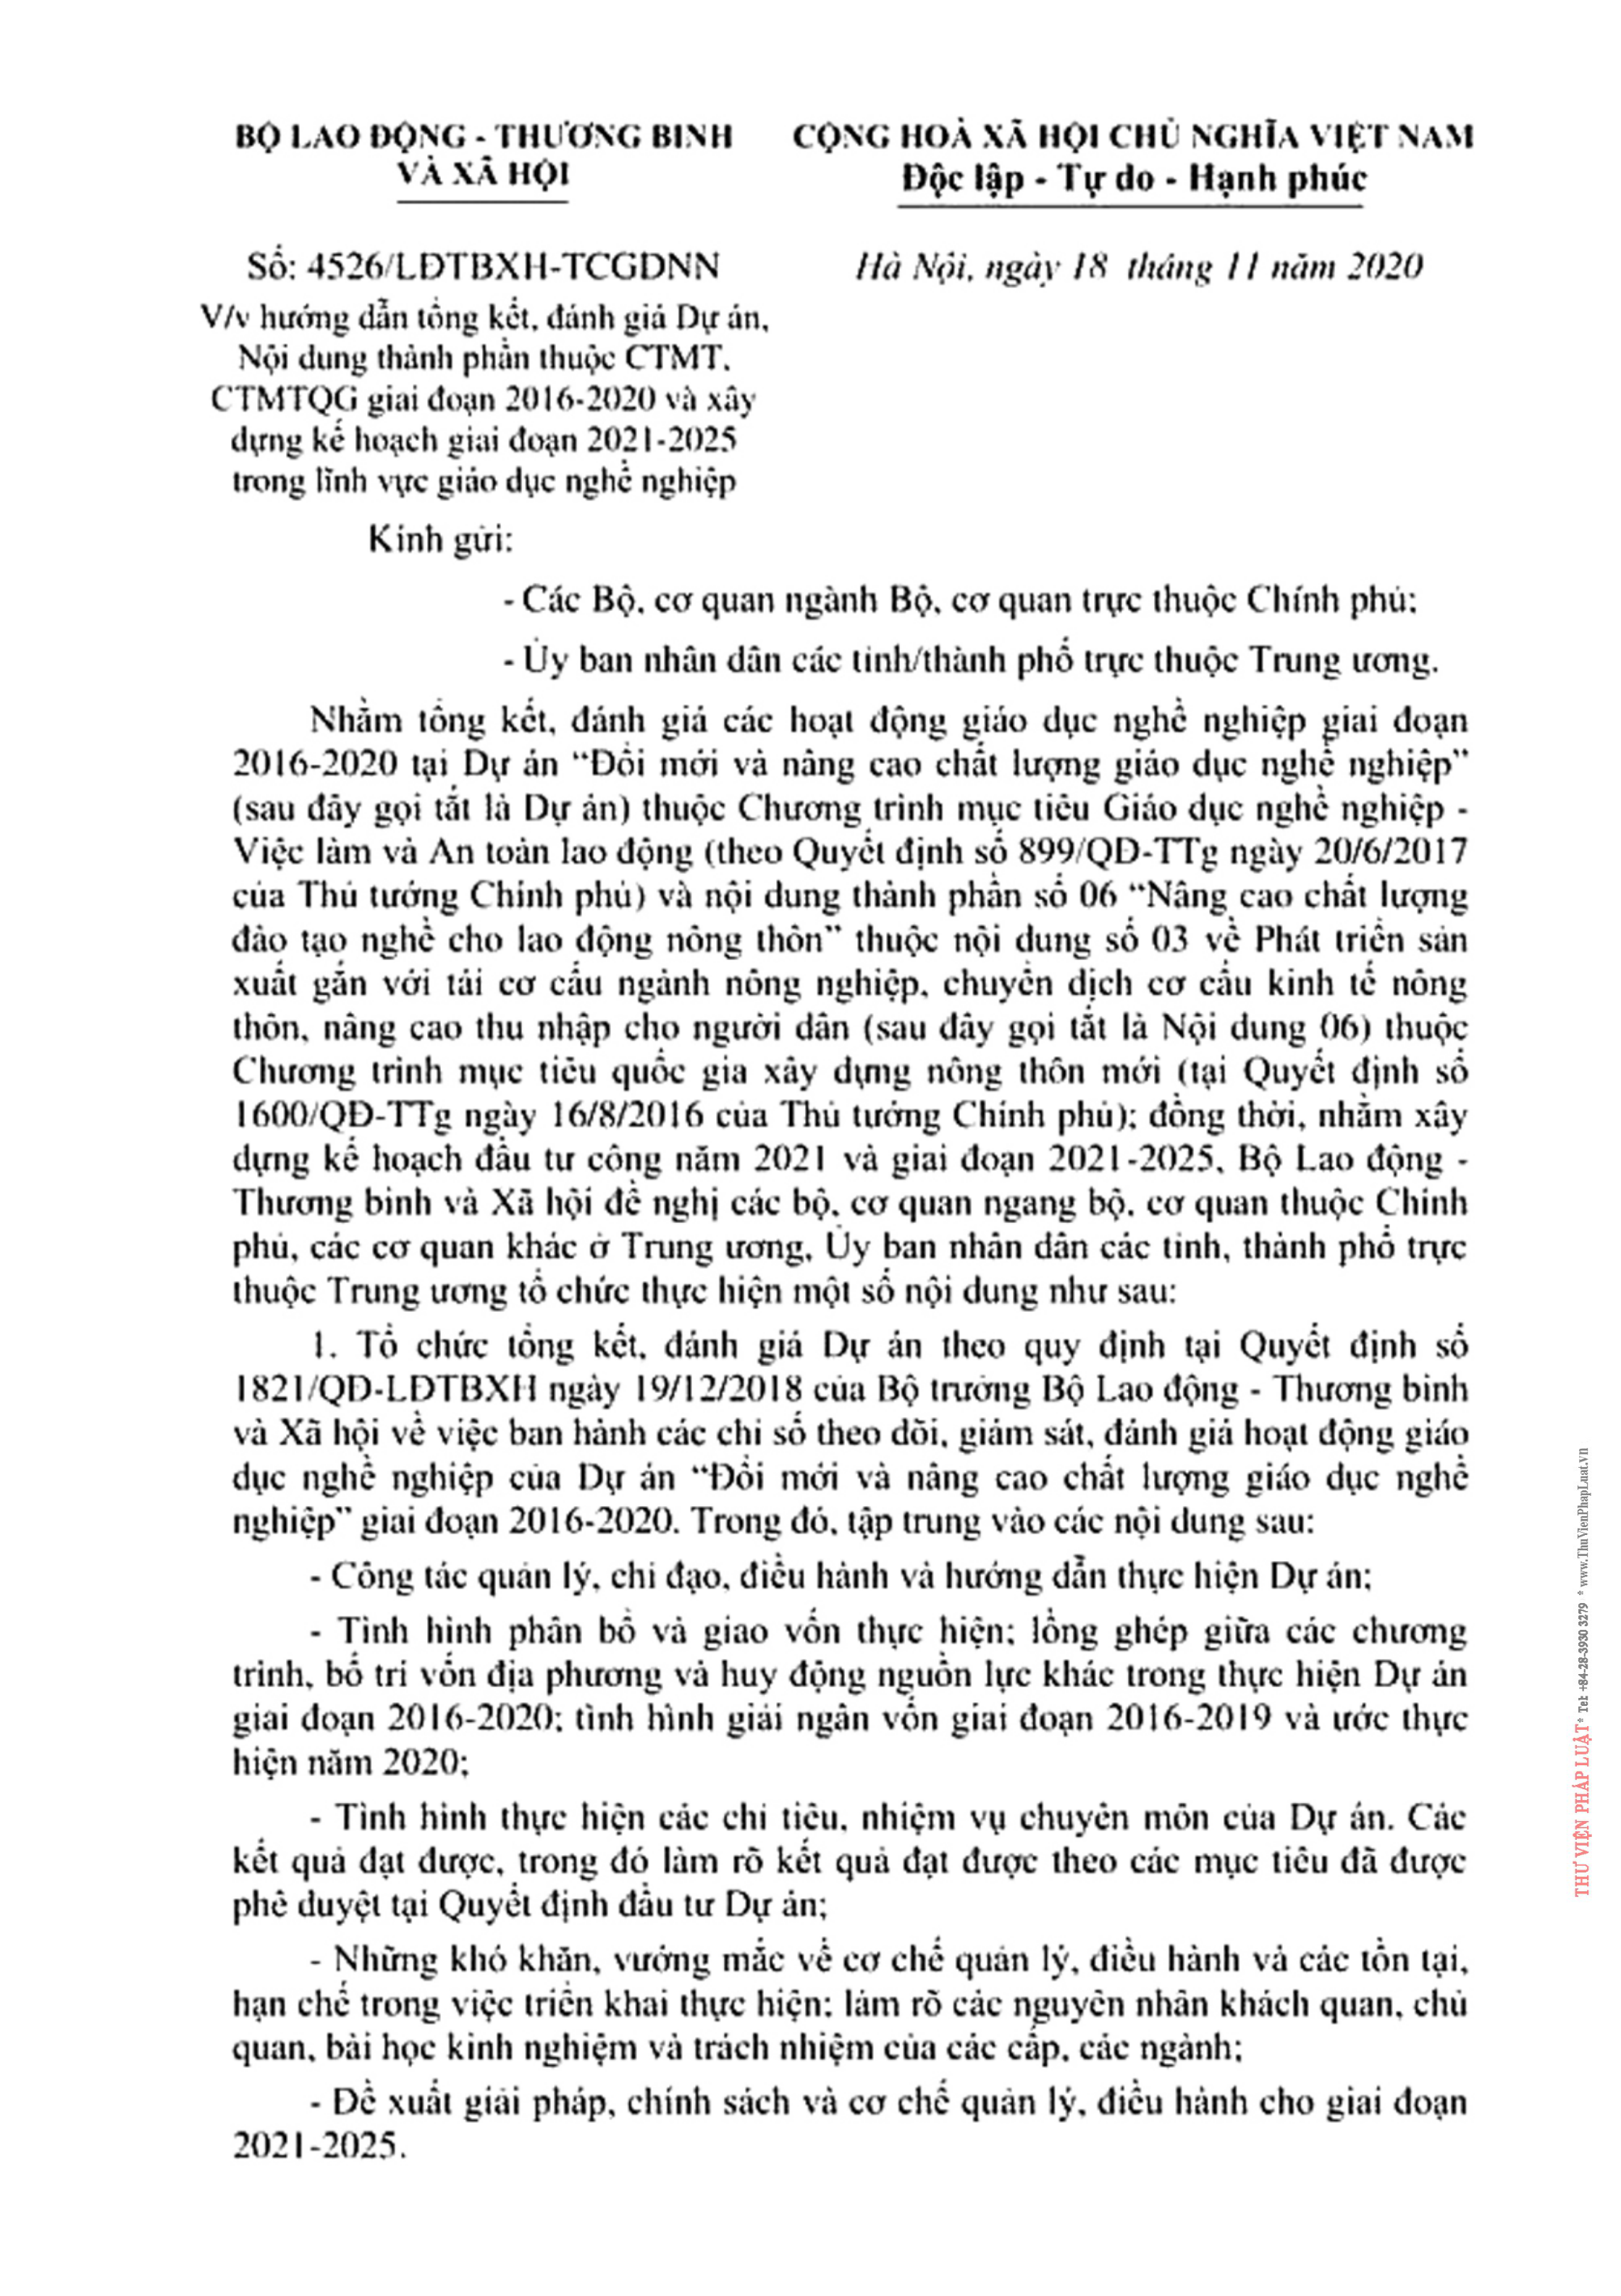 BỘ LAO ĐỘNG - THƯƠNG BINH
VÀ XÃ HỘI
CỘNG HOÀ XÃ HỘI CHỦ NGHĨA VIỆT NAM
Độc lập - Tự do - Hạnh phúc
Số: 4526/LĐTBXH-TCGDNN
Hà Nội, ngày 18 tháng 11 năm 2020
V/v hướng dẫn tổng kết, đánh giá Dự án,
Nội dung thành phần thuộc CTMT,
CTMTQG giai đoạn 2016-2020 và xây
dựng kế hoạch giai đoạn 2021-2025
trong lĩnh vực giáo dục nghề nghiệp
Kính gửi:
- Các Bộ, cơ quan ngành Bộ, cơ quan trực thuộc Chính phủ;
- Ủy ban nhân dân các tỉnh/thành phố trực thuộc Trung ương.
Nhằm tổng kết, đánh giá các hoạt động giáo dục nghề nghiệp giai đoạn
2016-2020 tại Dự án “Đổi mới và nâng cao chất lượng giáo dục nghề nghiệp”
(sau đây gọi tắt là Dự án) thuộc Chương trình mục tiêu Giáo dục nghề nghiệp -
Việc làm và An toàn lao động (theo Quyết định số 899/QĐ-TTg ngày 20/6/2017
của Thủ tướng Chính phủ) và nội dung thành phần số 06 “Nâng cao chất lượng
đào tạo nghề cho lao động nông thôn” thuộc nội dung số 03 về Phát triển sản
xuất gắn với tái cơ cấu ngành nông nghiệp, chuyển dịch cơ cấu kinh tế nông
thôn, nâng cao thu nhập cho người dân (sau đây gọi tắt là Nội dung 06) thuộc
Chương trình mục tiêu quốc gia xây dựng nông thôn mới (tại Quyết định số
1600/QĐ-TTg ngày 16/8/2016 của Thủ tướng Chính phủ); đồng thời, nhằm xây
dựng kế hoạch đầu tư công năm 2021 và giai đoạn 2021-2025, Bộ Lao động -
Thương binh và Xã hội đề nghị các bộ, cơ quan ngang bộ, cơ quan thuộc Chính
phủ, các cơ quan khác ở Trung ương, Ủy ban nhân dân các tỉnh, thành phố trực
thuộc Trung ương tổ chức thực hiện một số nội dung như sau:
1. Tổ chức tổng kết, đánh giá Dự án theo quy định tại Quyết định số
1821/QĐ-LĐTBXH ngày 19/12/2018 của Bộ trưởng Bộ Lao động - Thương binh
và Xã hội về việc ban hành các chỉ số theo dõi, giám sát, đánh giá hoạt động giáo
dục nghề nghiệp của Dự án “Đổi mới và nâng cao chất lượng giáo dục nghề
nghiệp” giai đoạn 2016-2020. Trong đó, tập trung vào các nội dung sau:
- Công tác quản lý, chỉ đạo, điều hành và hướng dẫn thực hiện Dự án;
- Tình hình phân bổ và giao vốn thực hiện; lồng ghép giữa các chương
trình, bố trí vốn địa phương và huy động nguồn lực khác trong thực hiện Dự án
giai đoạn 2016-2020; tình hình giải ngân vốn giai đoạn 2016-2019 và ước thực
hiện năm 2020;
- Tình hình thực hiện các chỉ tiêu, nhiệm vụ chuyên môn của Dự án. Các
kết quả đạt được, trong đó làm rõ kết quả đạt được theo các mục tiêu đã được
phê duyệt tại Quyết định đầu tư Dự án;
- Những khó khăn, vướng mắc về cơ chế quản lý, điều hành và các tồn tại,
hạn chế trong việc triển khai thực hiện; làm rõ các nguyên nhân khách quan, chủ
quan, bài học kinh nghiệm và trách nhiệm của các cấp, các ngành;
- Đề xuất giải pháp, chính sách và cơ chế quản lý, điều hành cho giai đoạn
2021-2025.
THƯ VIỆN PHÁP LUẬT * Tel: +84-28-3930 3279 * www.ThuVienPhapLuat.vn